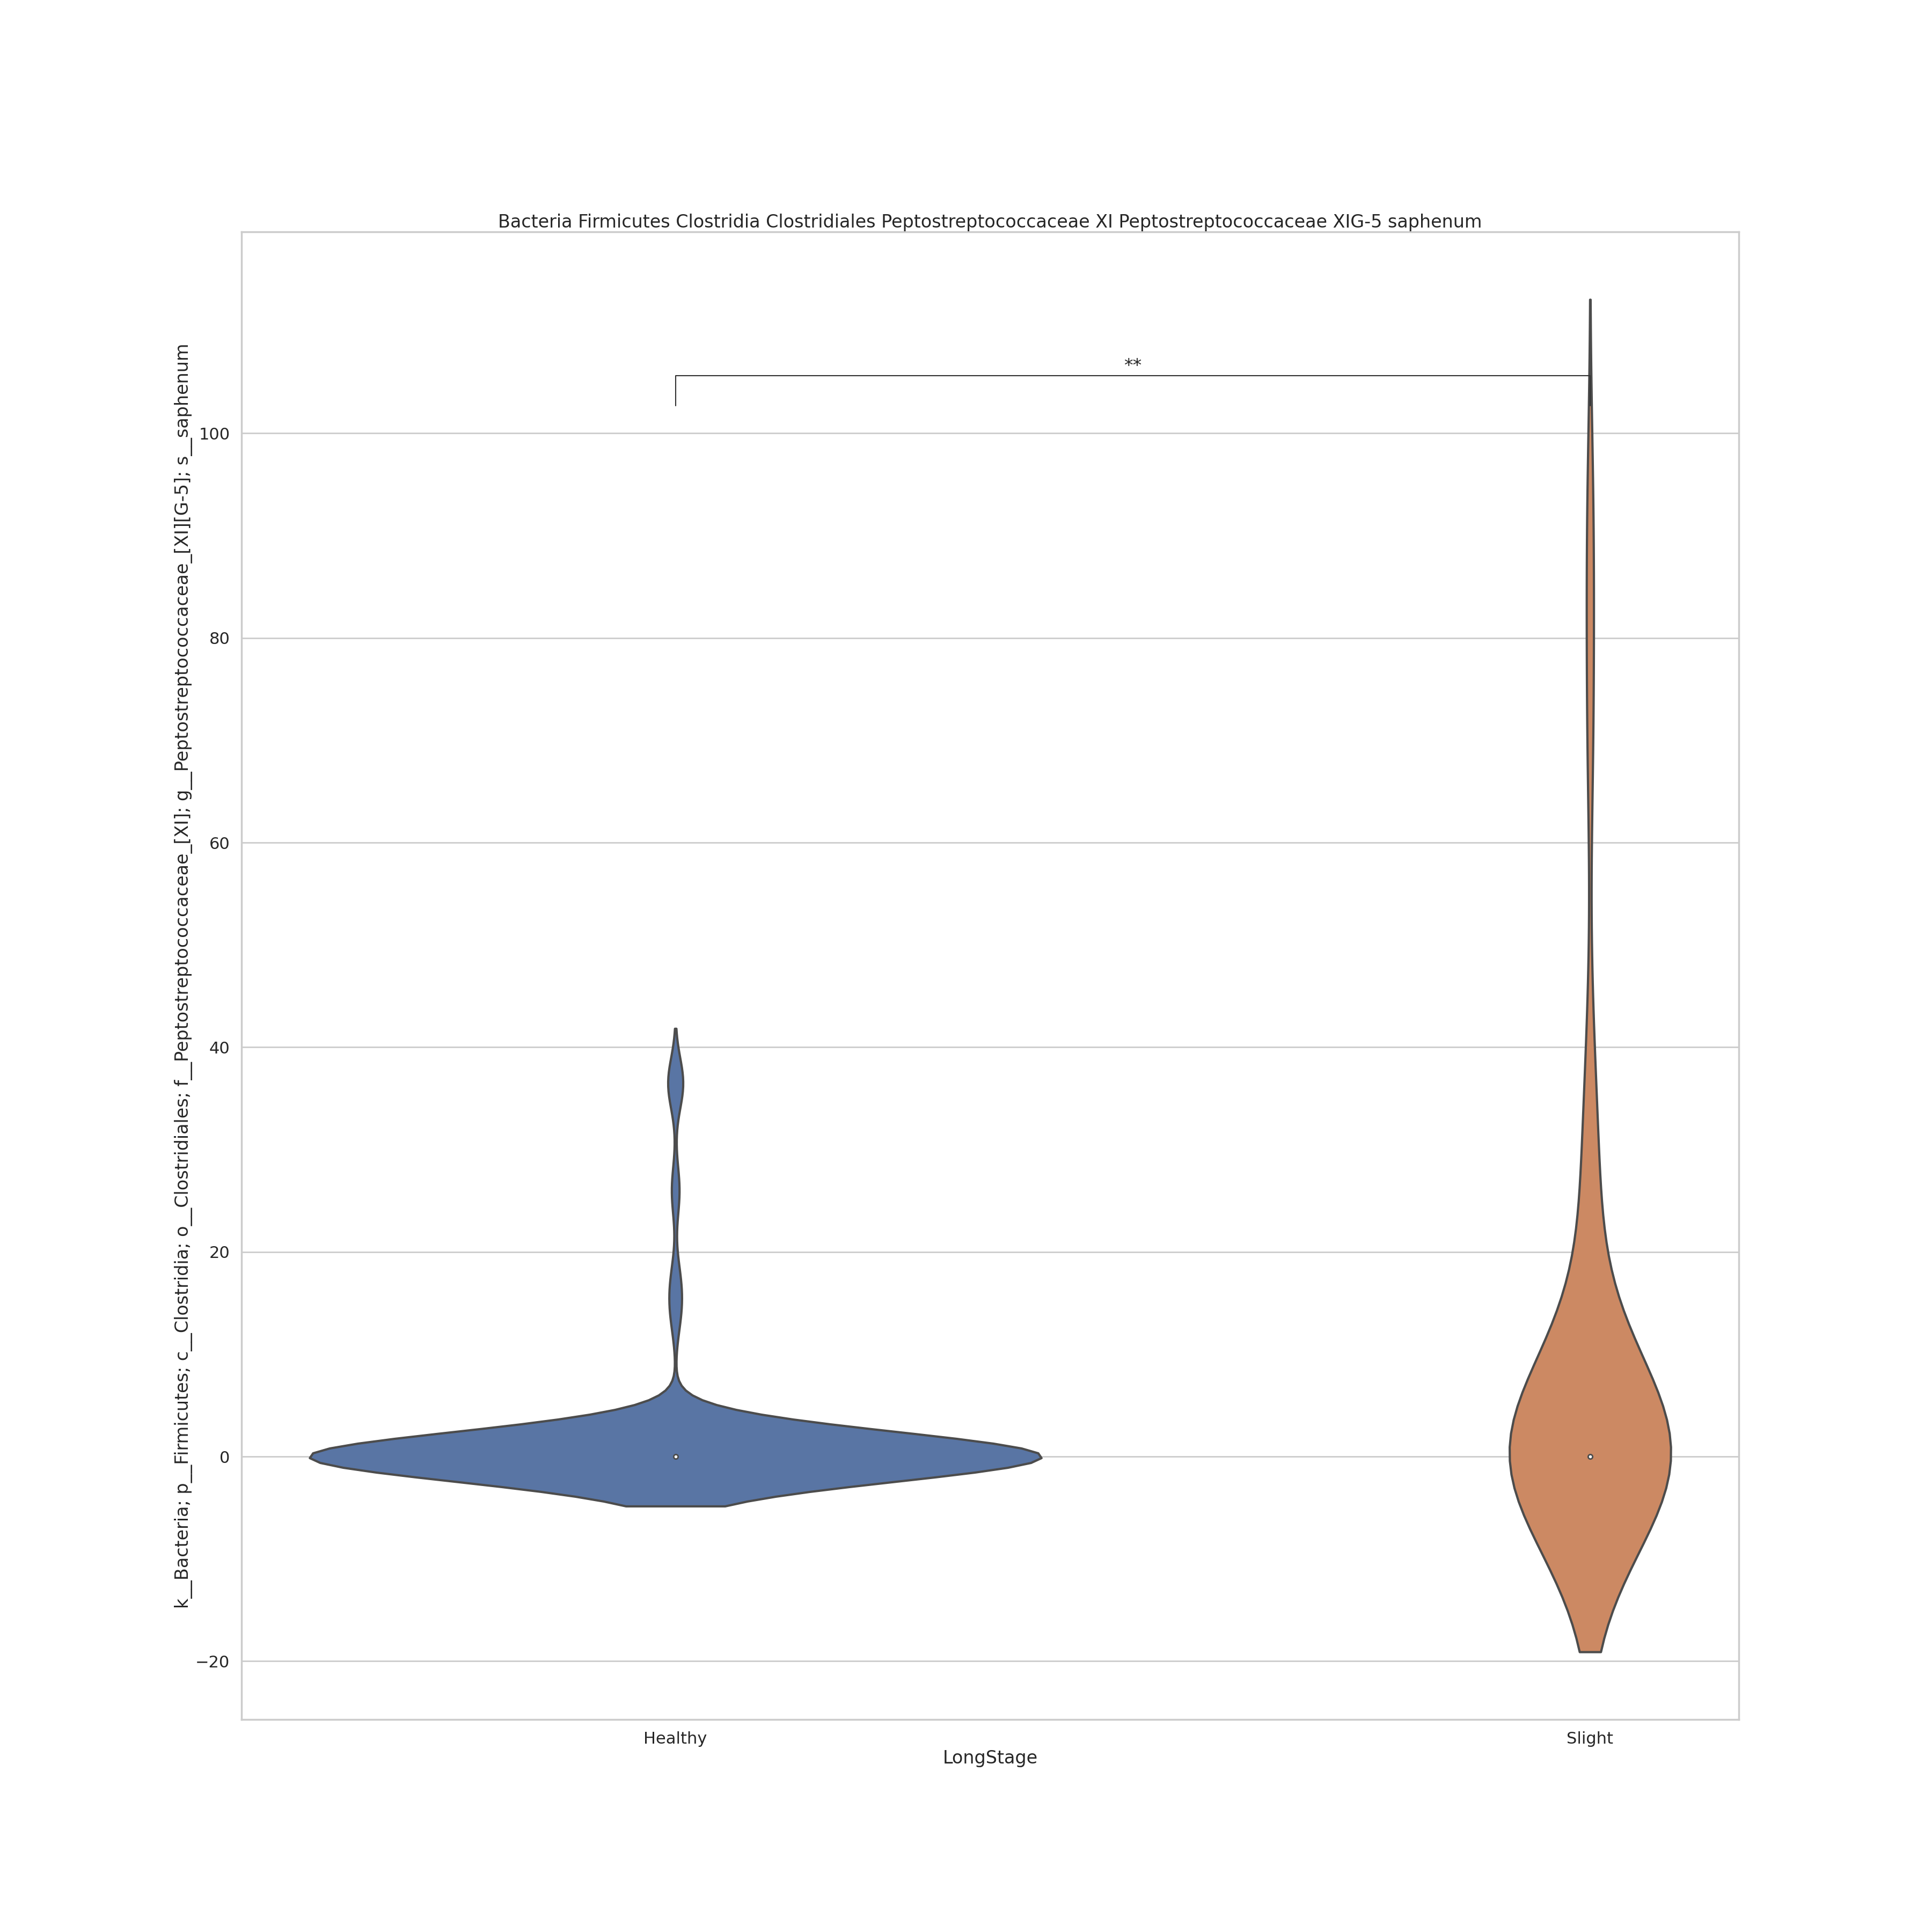 Bacteria Firmicutes Clostridia Clostridiales Peptostreptococcaceae XI Peptostreptococcaceae XIG-5 saphenum
k__Bacteria; p__Firmicutes; c__Clostridia; o__Clostridiales; f__Peptostreptococcaceae_[XI]; g__Peptostreptococcaceae_[XI][G-5]; s__saphenum
**
100
80
60
40
20
0
−20
Healthy
Slight
LongStage